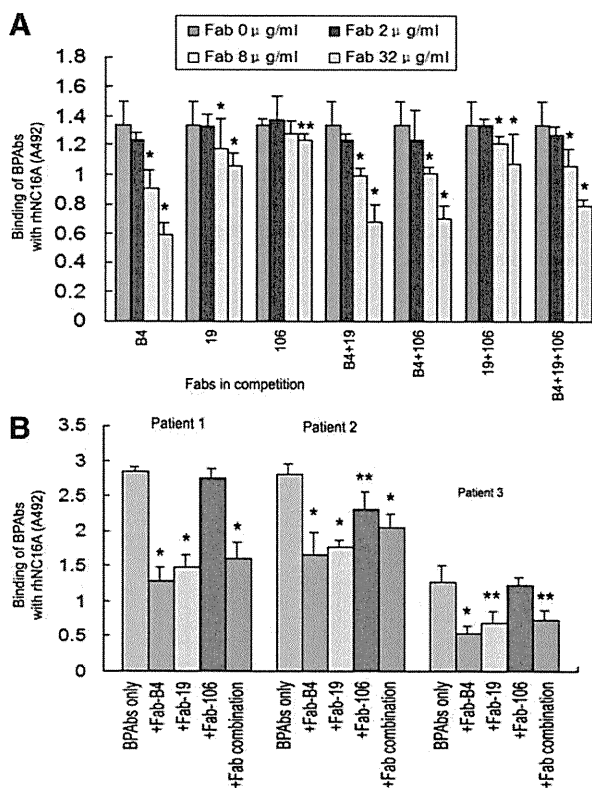 A
Fab 0 μ g/ml
Fab 2 μ g/ml
Fab 8 μ g/ml
Fab 32 μ g/ml
Binding of BPAbs
with rhNC16A (A492)
1.8
1.6
1.4
1.2
1
0.8
0.6
0.4
0.2
0
* * * * ** * * * * * * * *
B4
19
106
B4+19
B4+106
19+106
B4+19+106
Fabs in competition
B
Patient 1
Patient 2
Patient 3
Binding of BPAbs
with rhNC16A (A492)
3.5
3
2.5
2
1.5
1
0.5
0
* * * * * ** * * ** **
BPAbs only
+Fab-B4
+Fab-19
+Fab-106
+Fab combination
BPAbs only
+Fab-B4
+Fab-19
+Fab-106
+Fab combination
BPAbs only
+Fab-B4
+Fab-19
+Fab-106
+Fab combination